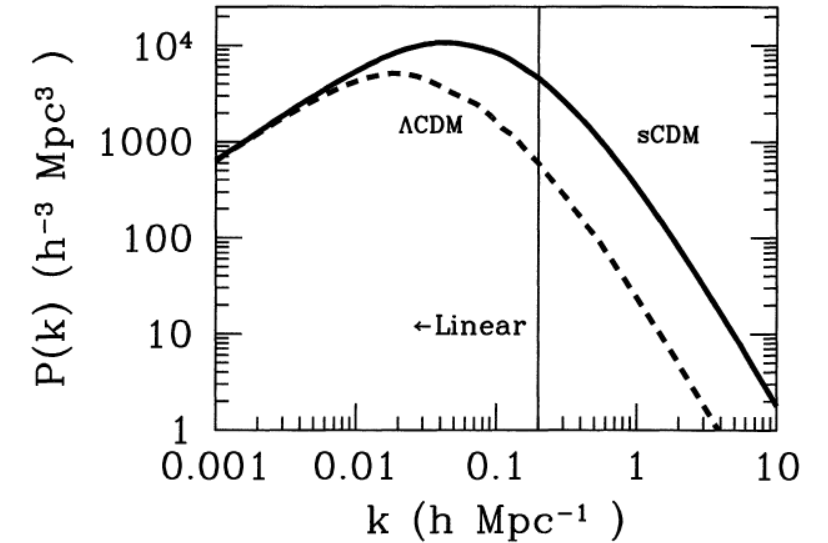 P(k) (h⁻³ Mpc³ )
10⁴
1000
100
10
1
ΛCDM
sCDM
←Linear
0.001 0.01 0.1 1 10
k (h Mpc⁻¹ )